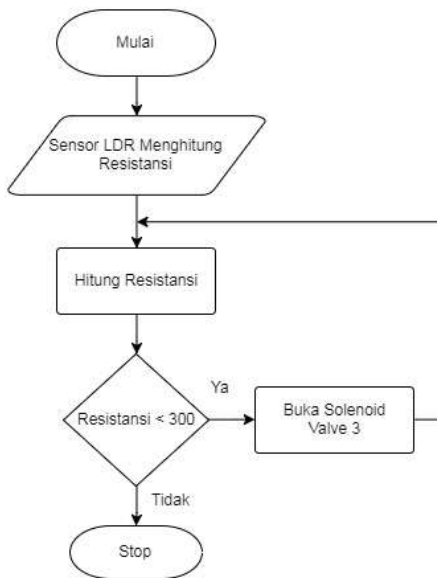 Mulai
Sensor LDR Menghitung
Resistansi
Hitung Resistansi
Resistansi < 300
Ya
Buka Solenoid
Valve 3
Tidak
Stop